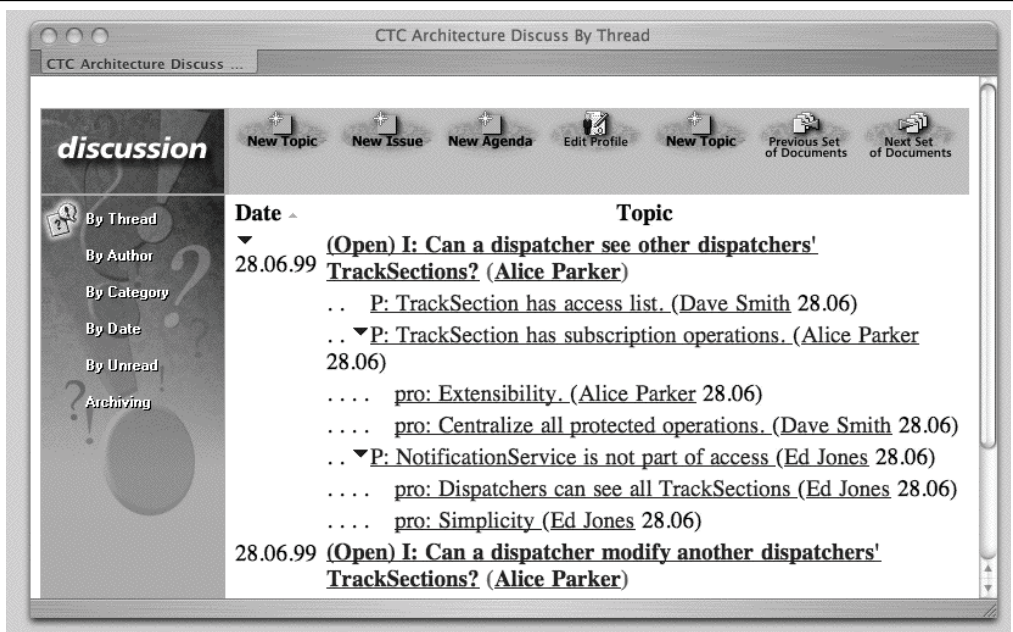 CTC Architecture Discuss By Thread
CTC Architecture Discuss ...
discussion
New Topic
New Issue
New Agenda
Edit Profile
New Topic
Previous Set
of Documents
Next Set
of Documents
By Thread
By Author
By Category
By Date
By Unread
Archiving
Date Topic
(Open) I: Can a dispatcher see other dispatchers'
28.06.99 TrackSections? (Alice Parker)
. . P: TrackSection has access list. (Dave Smith 28.06)
. . P: TrackSection has subscription operations. (Alice Parker
28.06)
. . . . pro: Extensibility. (Alice Parker 28.06)
. . . . pro: Centralize all protected operations. (Dave Smith 28.06)
. . P: NotificationService is not part of access (Ed Jones 28.06)
. . . . pro: Dispatchers can see all TrackSections (Ed Jones 28.06)
. . . . pro: Simplicity (Ed Jones 28.06)
28.06.99 (Open) I: Can a dispatcher modify another dispatchers'
TrackSections? (Alice Parker)